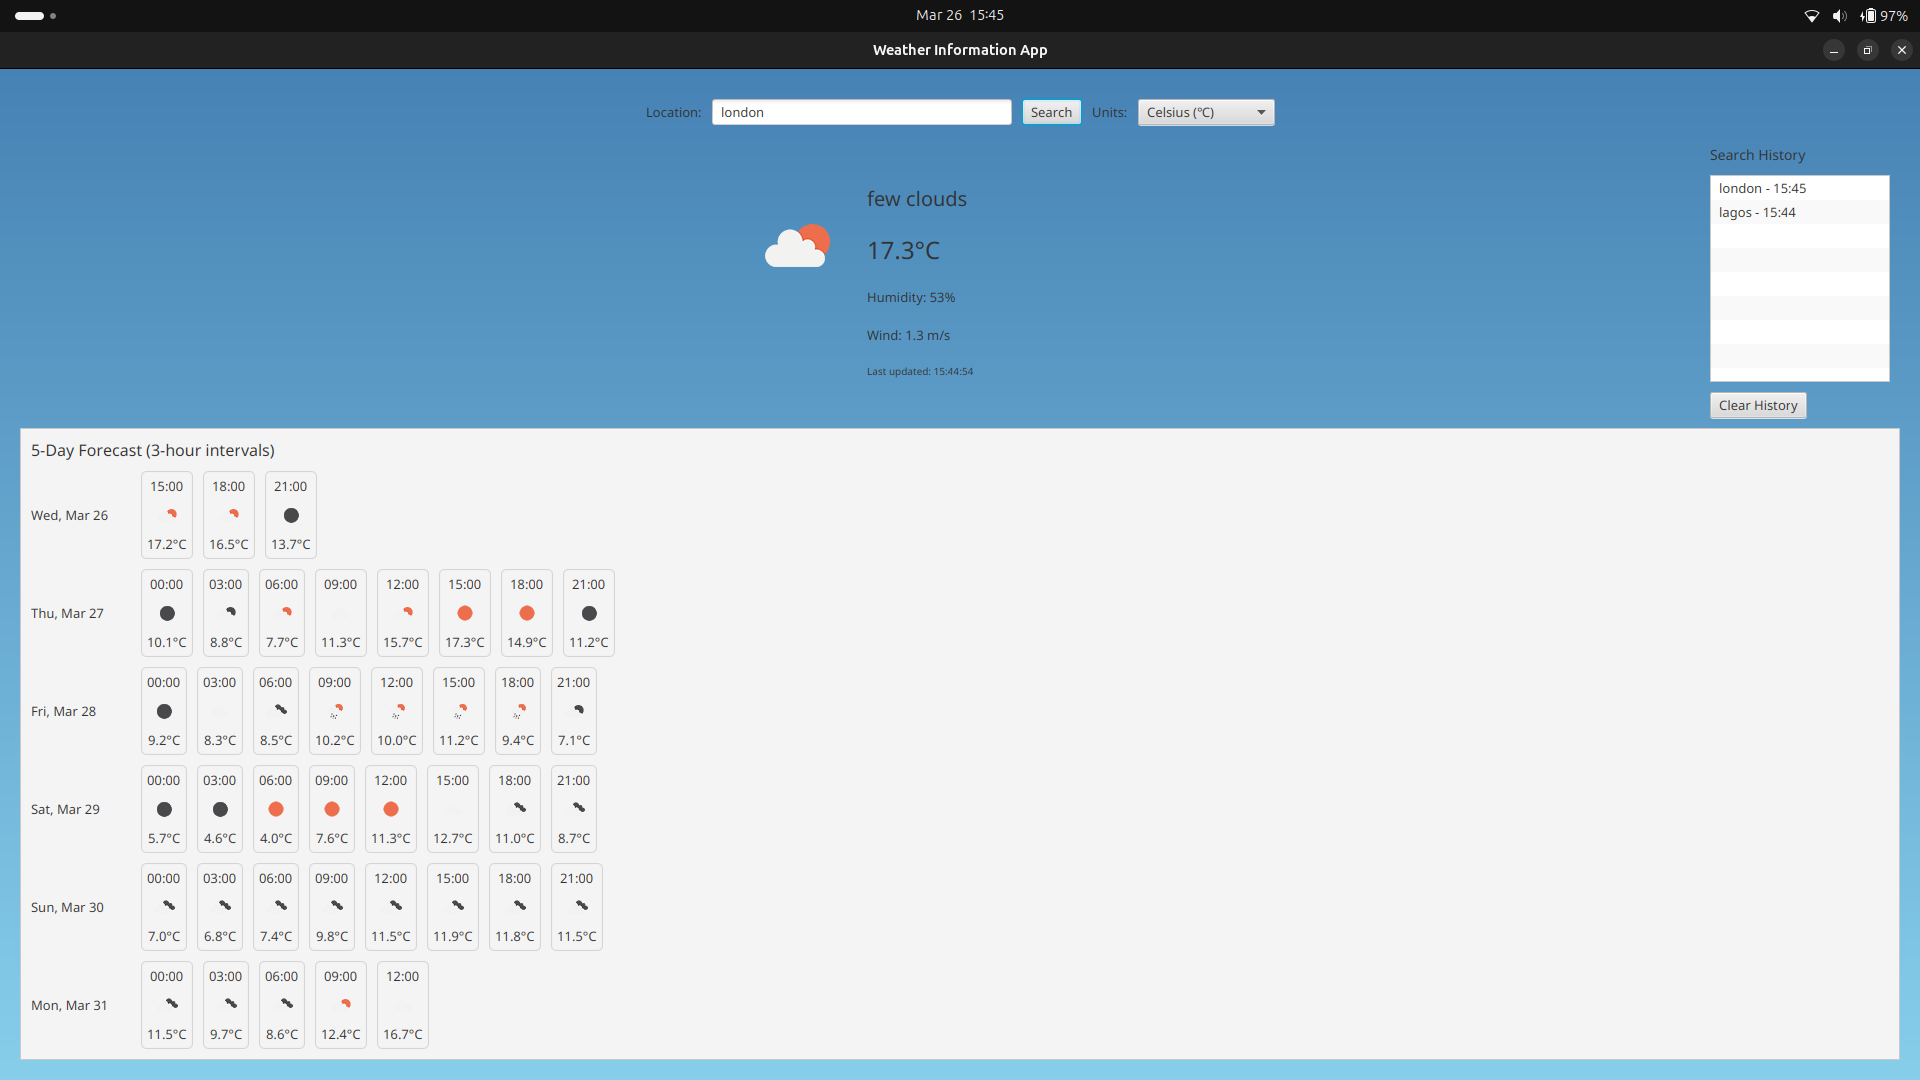 Mar 26 15:45
97%
Weather Information App
Location: london Search Units: Celsius (°C)
Search History
london - 15:45
lagos - 15:44
Clear History
few clouds
17.3°C
Humidity: 53%
Wind: 1.3 m/s
Last updated: 15:44:54
5-Day Forecast (3-hour intervals)
Wed, Mar 26
15:00 18:00 21:00
17.2°C 16.5°C 13.7°C
Thu, Mar 27
00:00 03:00 06:00 09:00 12:00 15:00 18:00 21:00
10.1°C 8.8°C 7.7°C 11.3°C 15.7°C 17.3°C 14.9°C 11.2°C
Fri, Mar 28
00:00 03:00 06:00 09:00 12:00 15:00 18:00 21:00
9.2°C 8.3°C 8.5°C 10.2°C 10.0°C 11.2°C 9.4°C 7.1°C
Sat, Mar 29
00:00 03:00 06:00 09:00 12:00 15:00 18:00 21:00
5.7°C 4.6°C 4.0°C 7.6°C 11.3°C 12.7°C 11.0°C 8.7°C
Sun, Mar 30
00:00 03:00 06:00 09:00 12:00 15:00 18:00 21:00
7.0°C 6.8°C 7.4°C 9.8°C 11.5°C 11.9°C 11.8°C 11.5°C
Mon, Mar 31
00:00 03:00 06:00 09:00 12:00
11.5°C 9.7°C 8.6°C 12.4°C 16.7°C